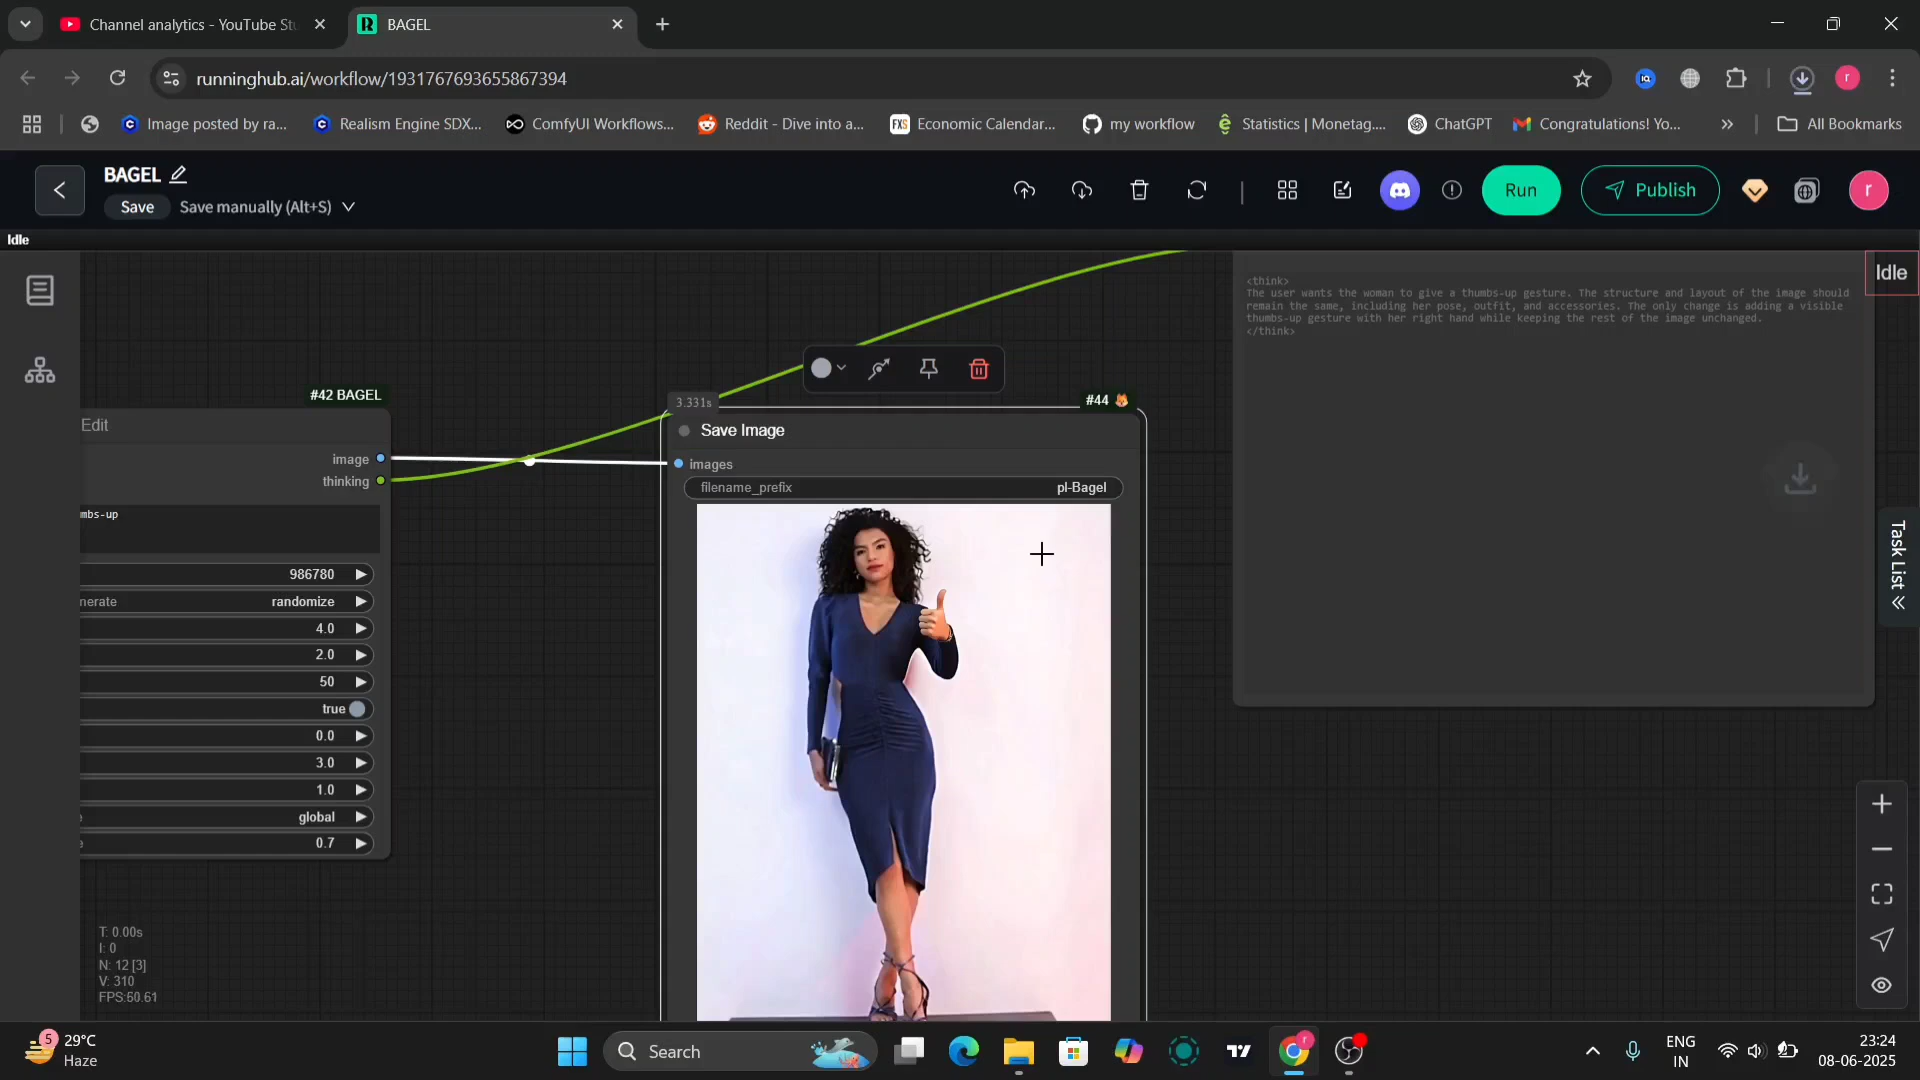 Channel analytics - YouTube Stu
BAGEL
runninghub.ai/workflow/1931767693655867394
Image posted by ra...
Realism Engine SDX...
ComfyUI Workflows...
Reddit - Dive into a...
FXS
Economic Calendar...
my workflow
Statistics | Monetag....
ChatGPT
Congratulations! Yo...
All Bookmarks
BAGEL
Save
Save manually (Alt+S)
Run
Publish
r
Idle
Idle
<think>
The user wants the woman to give a thumbs-up gesture. The structure and layout of the image should
remain the same, including her pose, outfit, and accessories. The only change is adding a visible
thumbs-up gesture with her right hand while keeping the rest of the image unchanged.
</think>
#42 BAGEL
Edit
image
thinking
mbs-up
986780
nerate
randomize
4.0
2.0
50
true
0.0
3.0
1.0
global
0.7
3.331s
#44
Save Image
images
filename_prefix
pl-Bagel
Task List
T: 0.00s
I: 0
N: 12 [3]
V: 310
FPS:60.61
5
29°C
Haze
Search
ENG
IN
23:24
08-06-2025